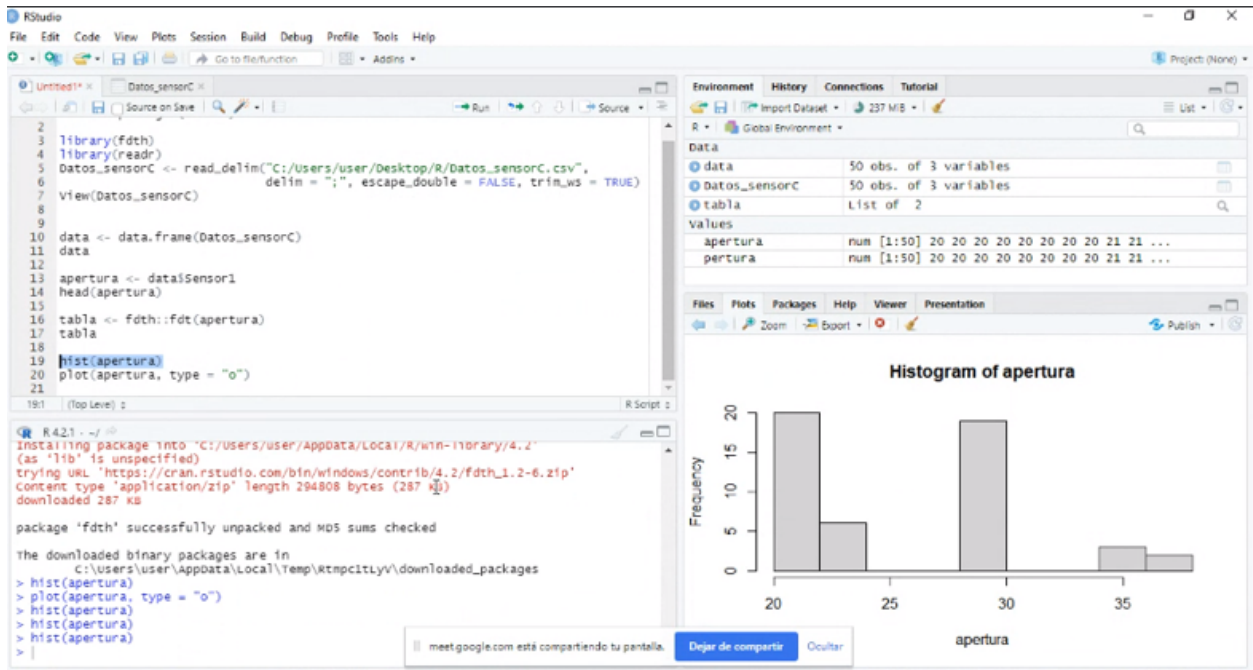 RStudio
File Edit Code View Plots Session Build Debug Profile Tools Help
Go to file/function Addins Project: (None)
Untitled1* Datos_sensorC
Source on Save Run Source
2
3 library(fdth)
4 library(readr)
5 Datos_sensorC <- read_delim("C:/Users/user/Desktop/R/Datos_sensorC.csv",
6 delim = ";", escape_double = FALSE, trim_ws = TRUE)
7 View(Datos_sensorC)
8
9
10 data <- data.frame(Datos_sensorC)
11 data
12
13 apertura <- data$Sensor1
14 head(apertura)
15
16 tabla <- fdth::fdt(apertura)
17 tabla
18
19 hist(apertura)
20 plot(apertura, type = "o")
21
19:1 (Top Level) R Script
R 4.2.1 · ~/
Installing package into 'C:/Users/user/AppData/Local/R/win-library/4.2'
(as 'lib' is unspecified)
trying URL 'https://cran.rstudio.com/bin/windows/contrib/4.2/fdth_1.2-6.zip'
Content type 'application/zip' length 294808 bytes (287 KB)
downloaded 287 KB
package 'fdth' successfully unpacked and MD5 sums checked
The downloaded binary packages are in
C:\Users\user\AppData\Local\Temp\Rtmpc1tLyV\downloaded_packages
> hist(apertura)
> plot(apertura, type = "o")
> hist(apertura)
> hist(apertura)
> hist(apertura)
>
Environment History Connections Tutorial
Import Dataset 237 MiB List
R Global Environment
Data
data 50 obs. of 3 variables
Datos_sensorC 50 obs. of 3 variables
tabla List of 2
Values
apertura num [1:50] 20 20 20 20 20 20 20 20 21 21 ...
pertura num [1:50] 20 20 20 20 20 20 20 20 21 21 ...
Files Plots Packages Help Viewer Presentation
Zoom Export Publish
Histogram of apertura
Frequency
20
15
10
5
0
20 25 30 35
apertura
meet.google.com está compartiendo tu pantalla. Dejar de compartir Ocultar